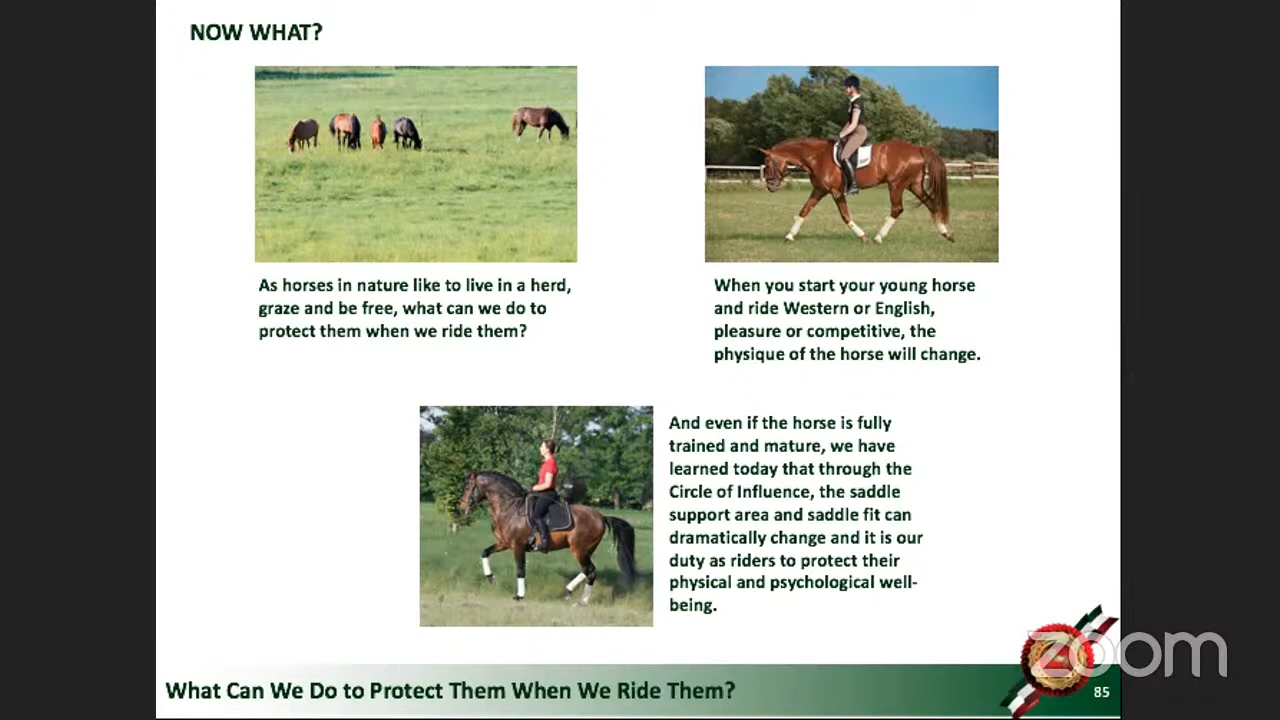 NOW WHAT?
As horses in nature like to live in a herd,
graze and be free, what can we do to
protect them when we ride them?
When you start your young horse
and ride Western or English,
pleasure or competitive, the
physique of the horse will change.
And even if the horse is fully
trained and mature, we have
learned today that through the
Circle of Influence, the saddle
support area and saddle fit can
dramatically change and it is our
duty as riders to protect their
physical and psychological well-
being.
zoom
What Can We Do to Protect Them When We Ride Them?
85